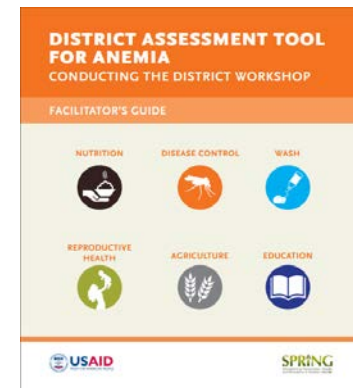 DISTRICT ASSESSMENT TOOL
FOR ANEMIA
CONDUCTING THE DISTRICT WORKSHOP
FACILITATOR'S GUIDE
NUTRITION
DISEASE CONTROL
WASH
REPRODUCTIVE
HEALTH
AGRICULTURE
EDUCATION
USAID
SPRING